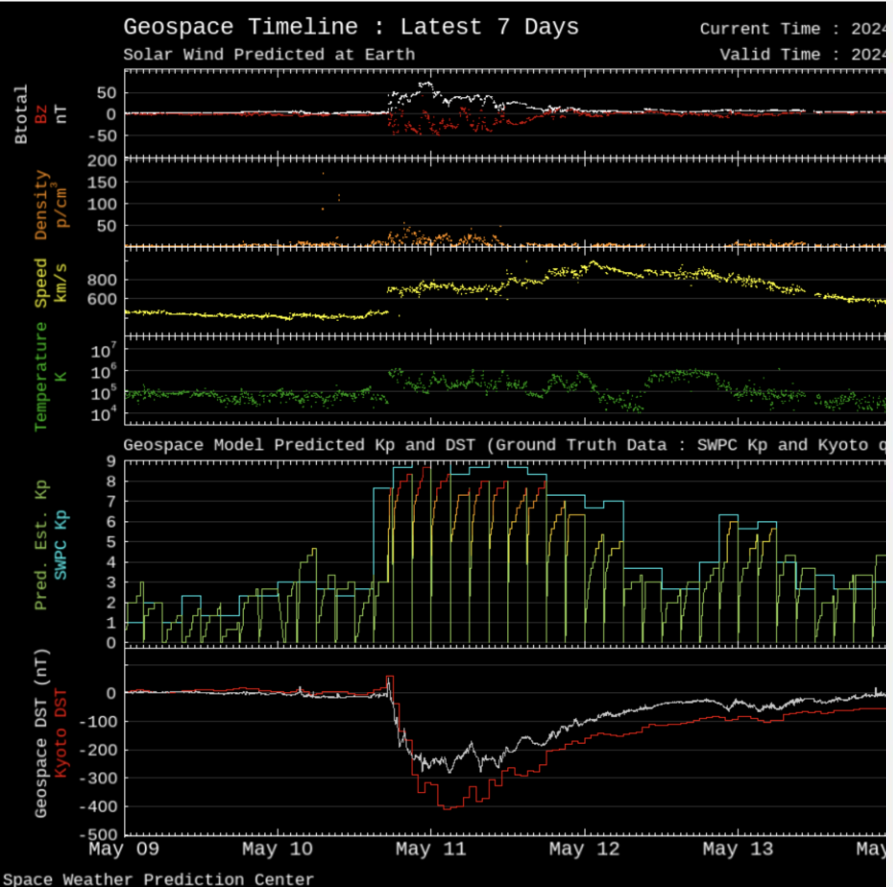 Geospace Timeline : Latest 7 Days
Current Time : 2024
Solar Wind Predicted at Earth
Valid Time : 2024
Btotal
Bz
nT
50
0
-50
Density
p/cm³
200
150
100
50
Speed
km/s
800
600
Temperature
K
10⁷
10⁶
10⁵
10⁴
Geospace Model Predicted Kp and DST (Ground Truth Data : SWPC Kp and Kyoto q
Pred. Est. Kp
SWPC Kp
9
8
7
6
5
4
3
2
1
0
Geospace DST (nT)
Kyoto DST
0
-100
-200
-300
-400
-500
May 09
May 10
May 11
May 12
May 13
May
Space Weather Prediction Center